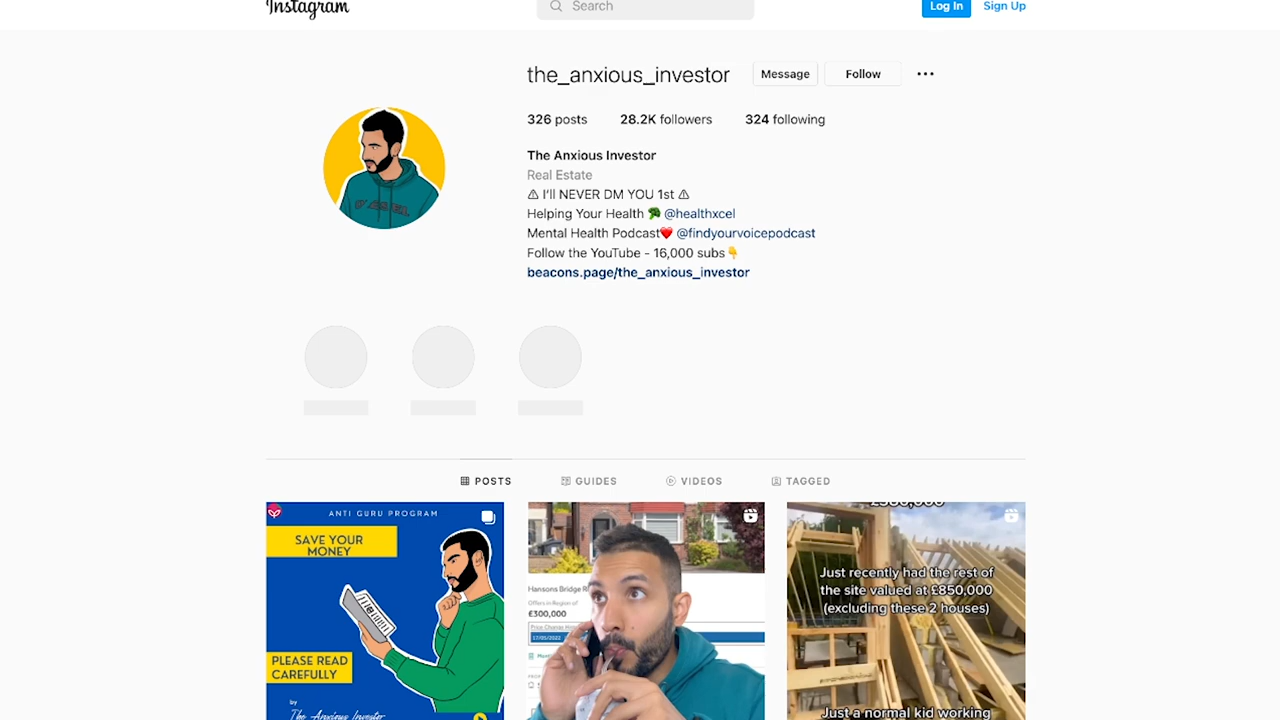 Instagram
Search
Log In
Sign Up
the_anxious_investor
Message
Follow
326 posts
28.2K followers
324 following
The Anxious Investor
Real Estate
⚠ I'll NEVER DM YOU 1st ⚠
Helping Your Health 🥦 @healthxcel
Mental Health Podcast❤️ @findyourvoicepodcast
Follow the YouTube - 16,000 subs👇
beacons.page/the_anxious_investor
POSTS
GUIDES
VIDEOS
TAGGED
ANTI GURU PROGRAM
SAVE YOUR
MONEY
PLEASE READ
CAREFULLY
by
The Anxious Investor
Hansons Bridge
Offers in Region of
£300,000
Price Change
17/05/2022
Just recently had the rest of
the site valued at £850,000
(excluding these 2 houses)
Just a normal kid working